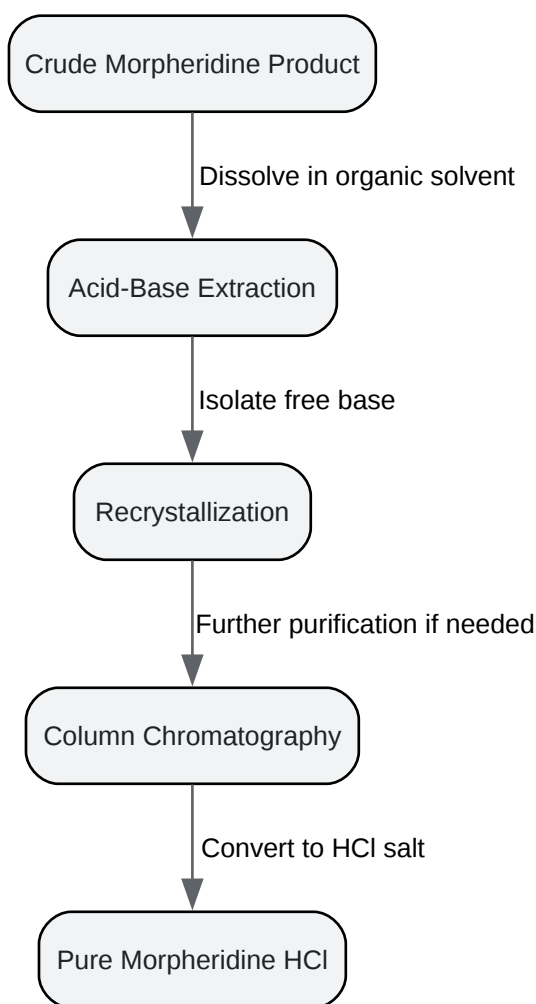 Crude Morpheridine Product
Dissolve in organic solvent
Acid-Base Extraction
Isolate free base
Recrystallization
Further purification if needed
Column Chromatography
Convert to HCl salt
Pure Morpheridine HCl